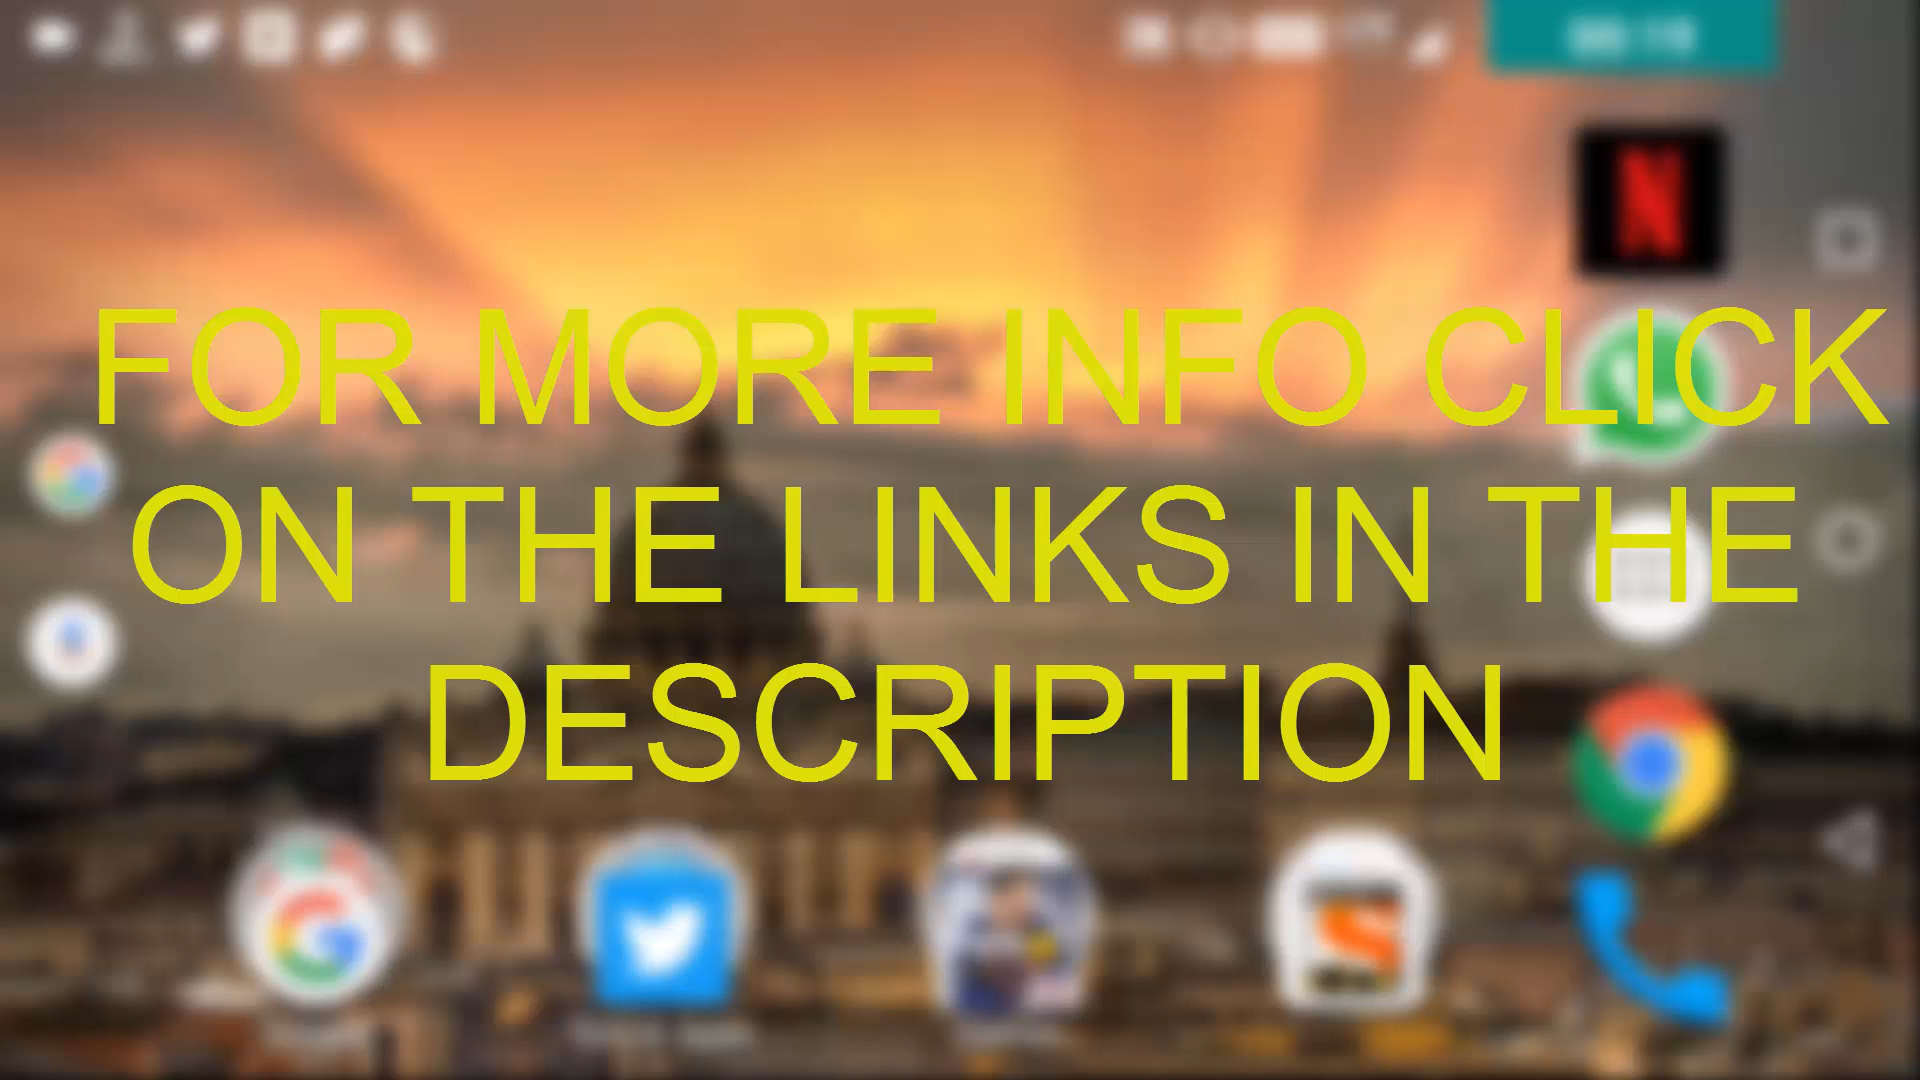 FOR MORE INFO CLICK
ON THE LINKS IN THE
DESCRIPTION